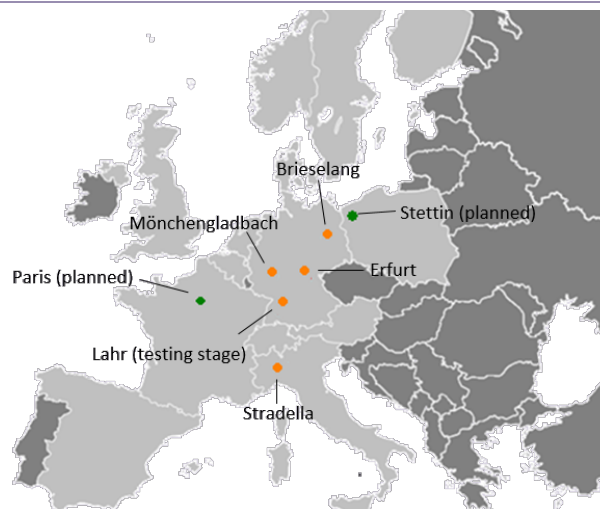 Brieselang
Stettin (planned)
Mönchengladbach
Paris (planned)
Erfurt
Lahr (testing stage)
Stradella